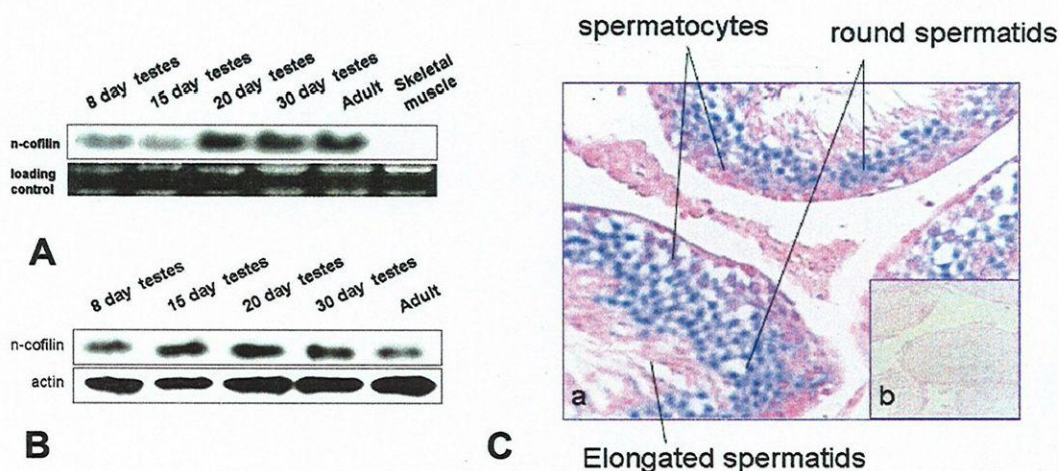 8 day testes
15 day testes
20 day testes
30 day testes
Adult
Skeletal
muscle
n-cofilin
loading
control
A
8 day testes
15 day testes
20 day testes
30 day testes
Adult
n-cofilin
actin
B
spermatocytes
round spermatids
a
b
C
Elongated spermatids